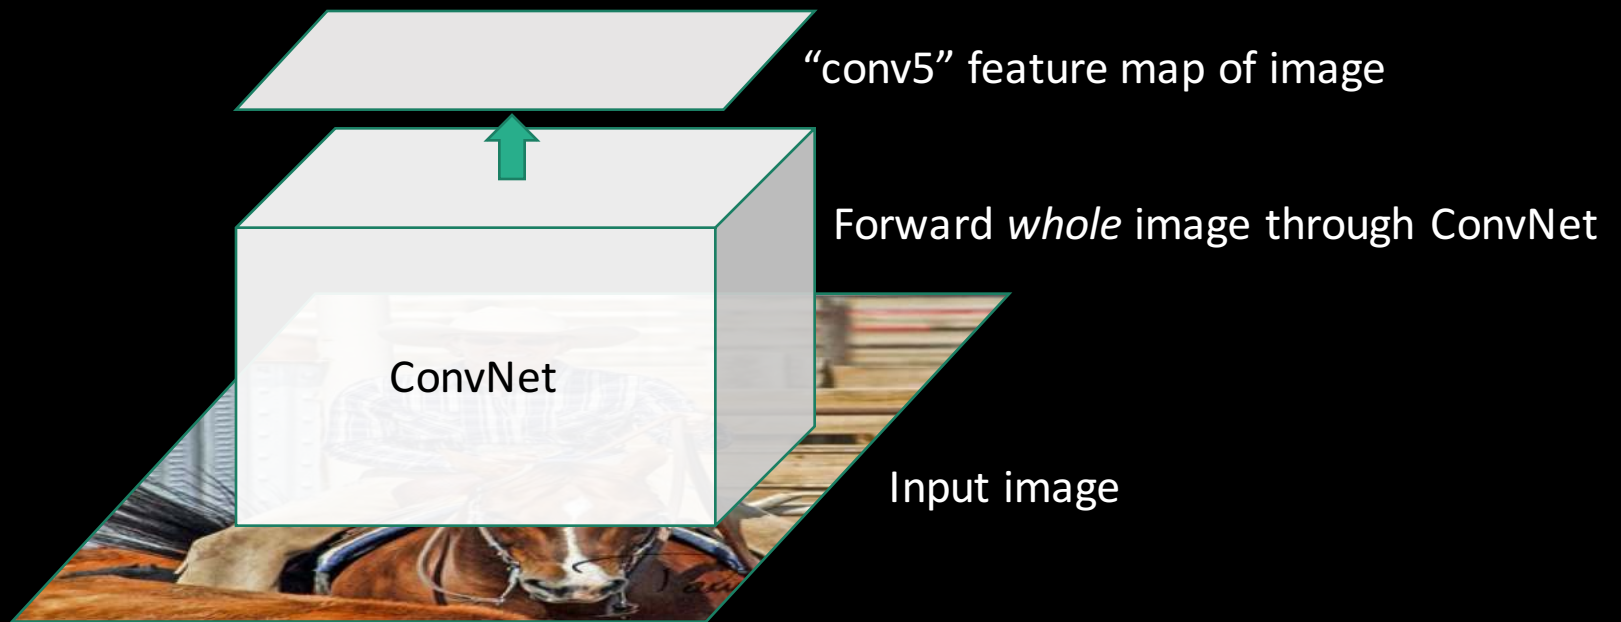 “conv5” feature map of image
Forward whole image through ConvNet
ConvNet
Input image